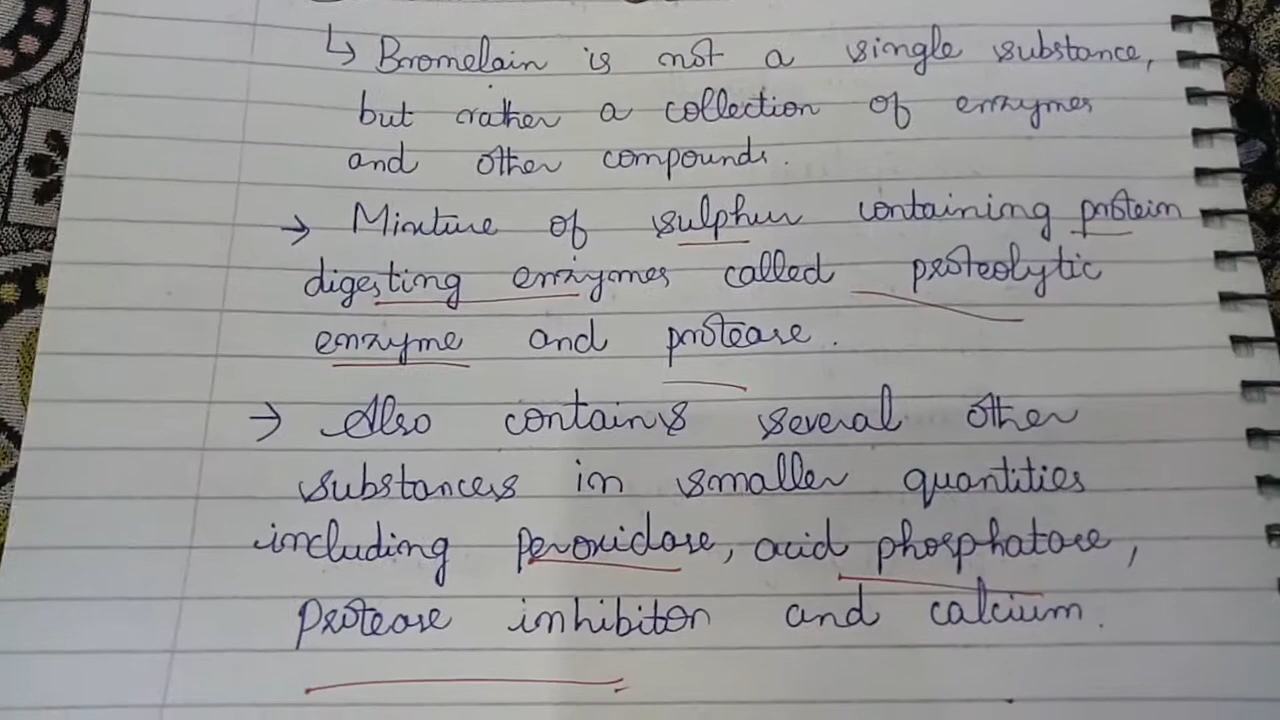 ↳ Bromelain is not a single substance,
but rather a collection of enzymes
and other compounds.
→ Mixture of sulphur containing protein
digesting enzymes called proteolytic
enzyme and protease.
→ Also contains several other
substances in smaller quantities
including peroxidase, acid phosphatase,
Protease inhibitor and calcium.